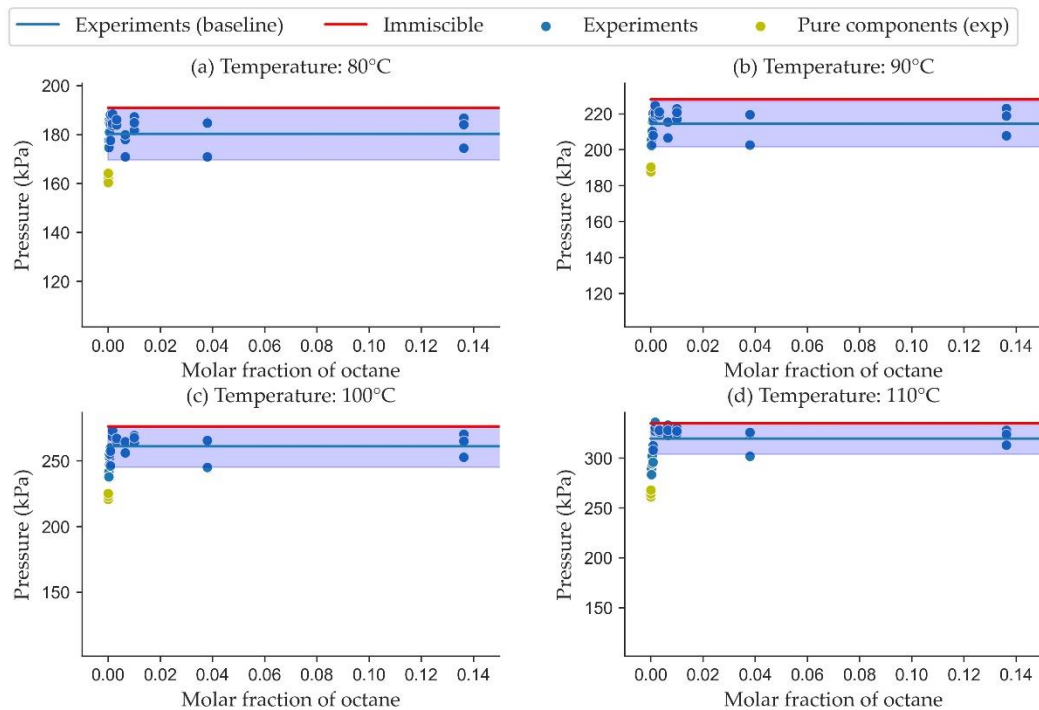 Experiments (baseline) Immiscible Experiments Pure components (exp)
(a) Temperature: 80°C
200
180
160
140
120
Pressure (kPa)
0.00 0.02 0.04 0.06 0.08 0.10 0.12 0.14
Molar fraction of octane
(b) Temperature: 90°C
220
200
180
160
140
120
Pressure (kPa)
0.00 0.02 0.04 0.06 0.08 0.10 0.12 0.14
Molar fraction of octane
(c) Temperature: 100°C
250
200
150
Pressure (kPa)
0.00 0.02 0.04 0.06 0.08 0.10 0.12 0.14
Molar fraction of octane
(d) Temperature: 110°C
300
250
200
150
Pressure (kPa)
0.00 0.02 0.04 0.06 0.08 0.10 0.12 0.14
Molar fraction of octane